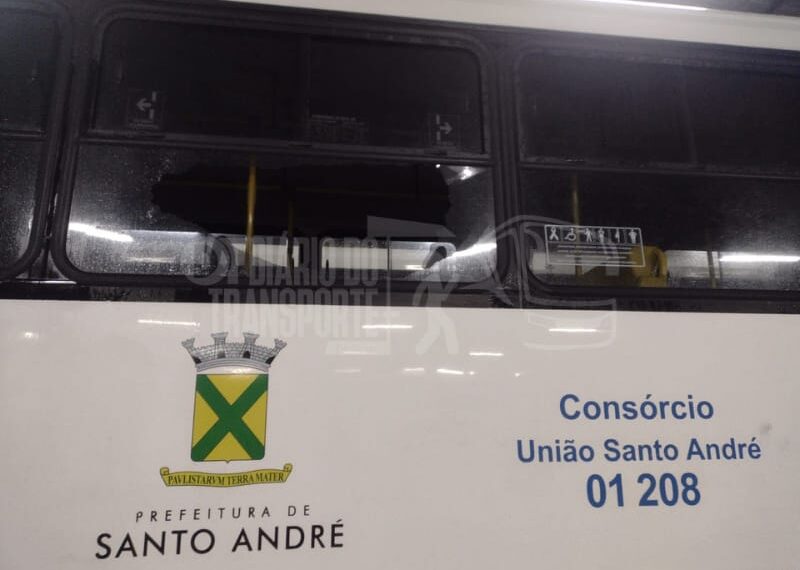 DIÁRIO DO
TRANSPORTE
PAVLISTARVM TERRA MATER
PREFEITURA DE
SANTO ANDRÉ
Consórcio
União Santo André
01 208